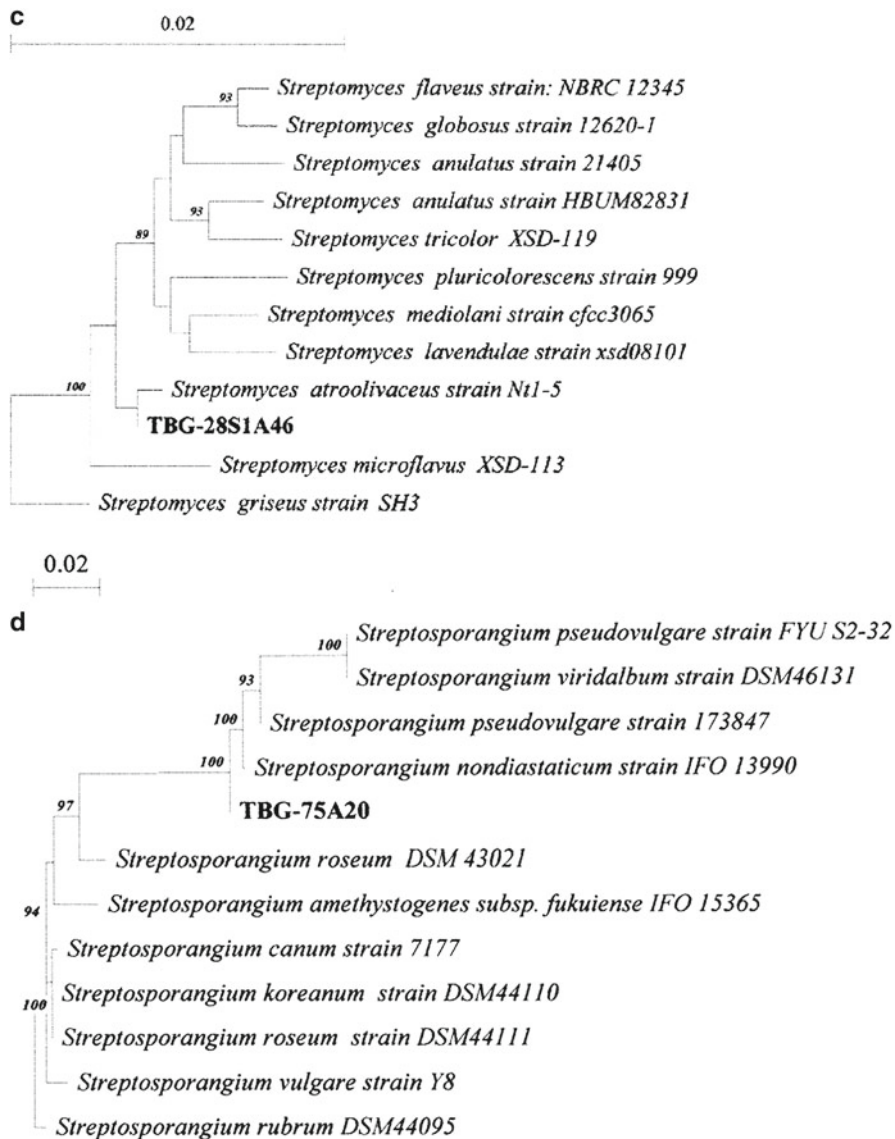 c
0.02
93
Streptomyces flaveus strain: NBRC 12345
Streptomyces globosus strain 12620-1
Streptomyces anulatus strain 21405
Streptomyces anulatus strain HBUM82831
93
Streptomyces tricolor XSD-119
89
Streptomyces pluricolorescens strain 999
Streptomyces mediolani strain cfcc3065
Streptomyces lavendulae strain xsd08101
100
Streptomyces atroolivaceus strain Nt1-5
TBG-28S1A46
Streptomyces microflavus XSD-113
Streptomyces griseus strain SH3
0.02
d
Streptosporangium pseudovulgare strain FYU S2-32
100
Streptosporangium viridalbum strain DSM46131
93
Streptosporangium pseudovulgare strain 173847
100
Streptosporangium nondiastaticum strain IFO 13990
100
TBG-75A20
97
Streptosporangium roseum DSM 43021
Streptosporangium amethystogenes subsp. fukuiense IFO 15365
94
Streptosporangium canum strain 7177
Streptosporangium koreanum strain DSM44110
100
Streptosporangium roseum strain DSM44111
Streptosporangium vulgare strain Y8
Streptosporangium rubrum DSM44095